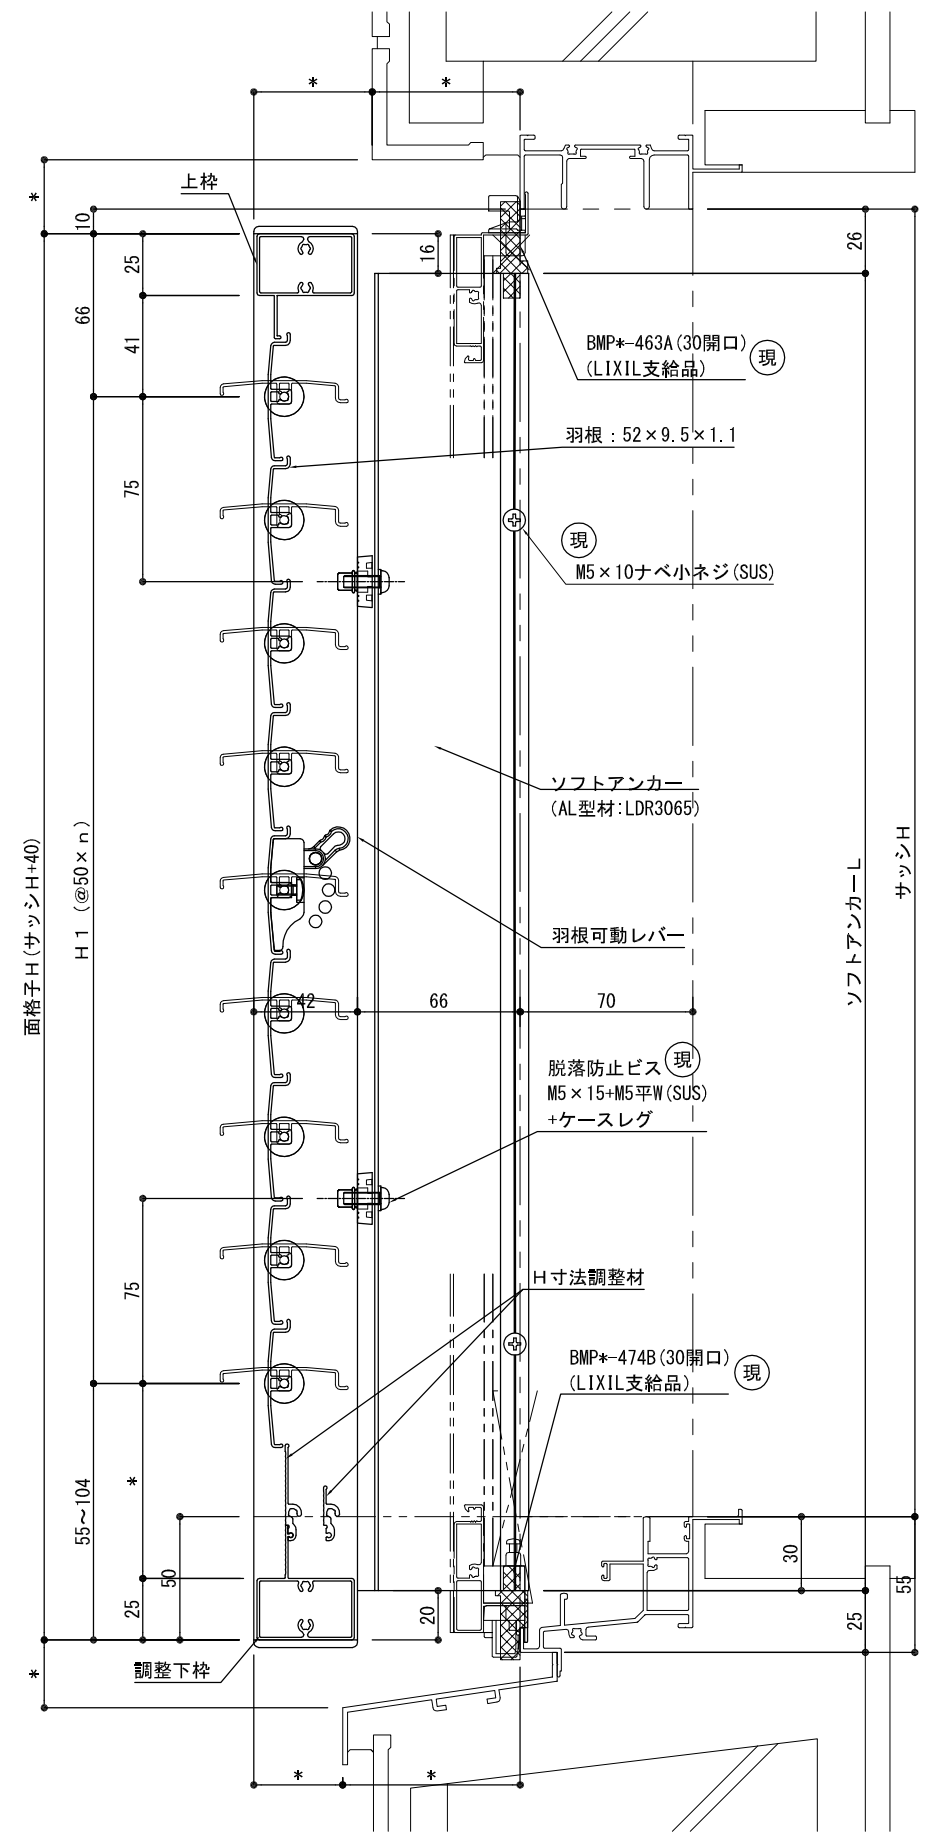 *
*
上枠
*
10
25
16
26
66
41
BMP*-463A(30開口)
(LIXIL支給品)
現
羽根：52×9.5×1.1
75
現
M5×10ナベ小ネジ(SUS)
ソフトアンカー
(AL型材:LDR3065)
面格子H(サッシH+40)
H1 (@50×n)
ソフトアンカーL
サッシH
羽根可動レバー
42
66
70
脱落防止ビス
現
M5×15+M5平W(SUS)
+ケースレグ
75
H寸法調整材
BMP*-474B(30開口)
(LIXIL支給品)
現
*
55～104
50
30
55
25
20
25
調整下枠
*
*
*